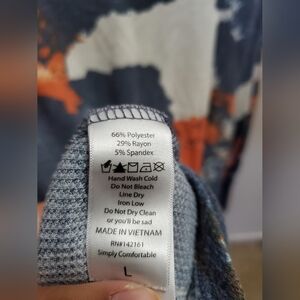 66% Polyester
29% Rayon
5% Spandex
Hand Wash Cold
Do Not Bleach
Line Dry
Iron Low
Do Not Dry Clean
or you'll be sad
MADE IN VIETNAM
RN#142161
Simply Comfortable
L